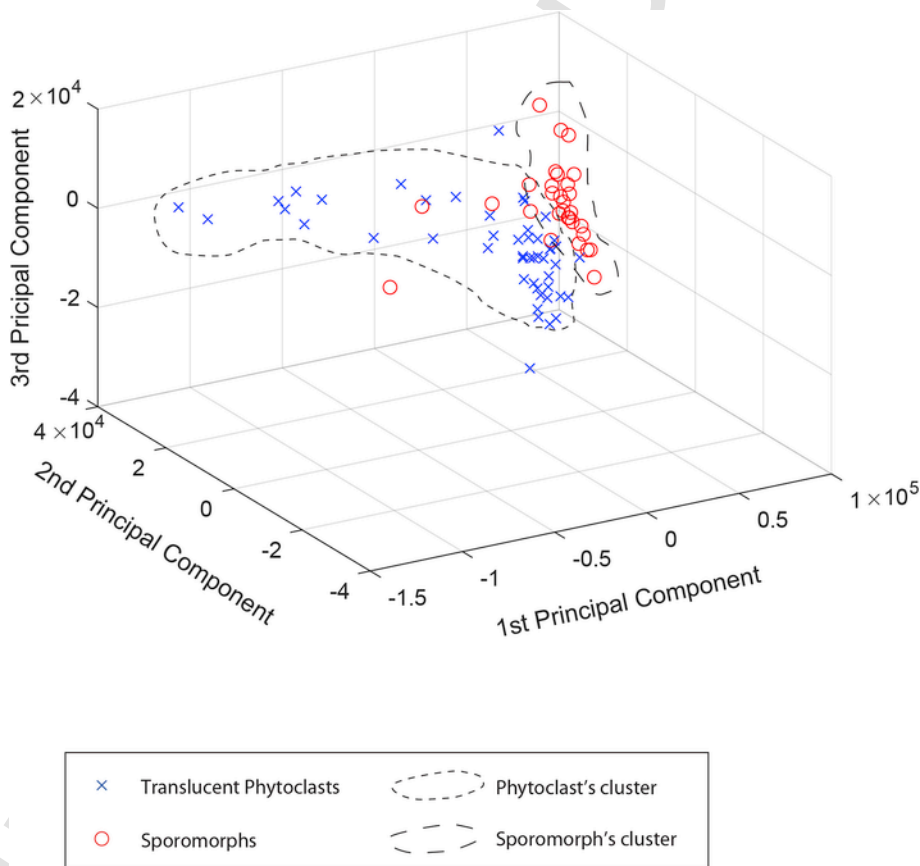 2 ×10⁴
0
-2
-4
3rd Pricipal Component
4 ×10⁴
2
0
-2
-4
2nd Principal Component
-1.5
-1
-0.5
0
0.5
1 ×10⁵
1st Principal Component
Translucent Phytoclasts
Phytoclast's cluster
Sporomorphs
Sporomorph's cluster